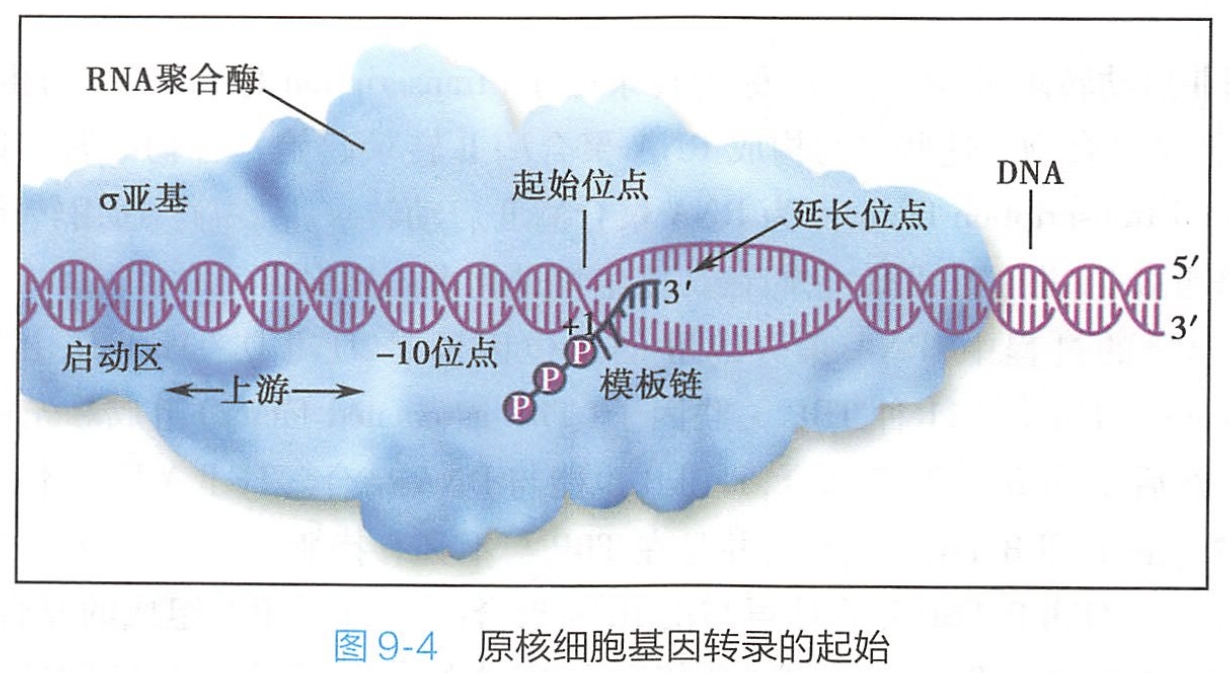 RNA聚合酶
σ亚基
起始位点
DNA
延长位点
5′
3′
3′
+1
启动区
-10位点
P
P
P
模板链
上游
图 9-4 原核细胞基因转录的起始